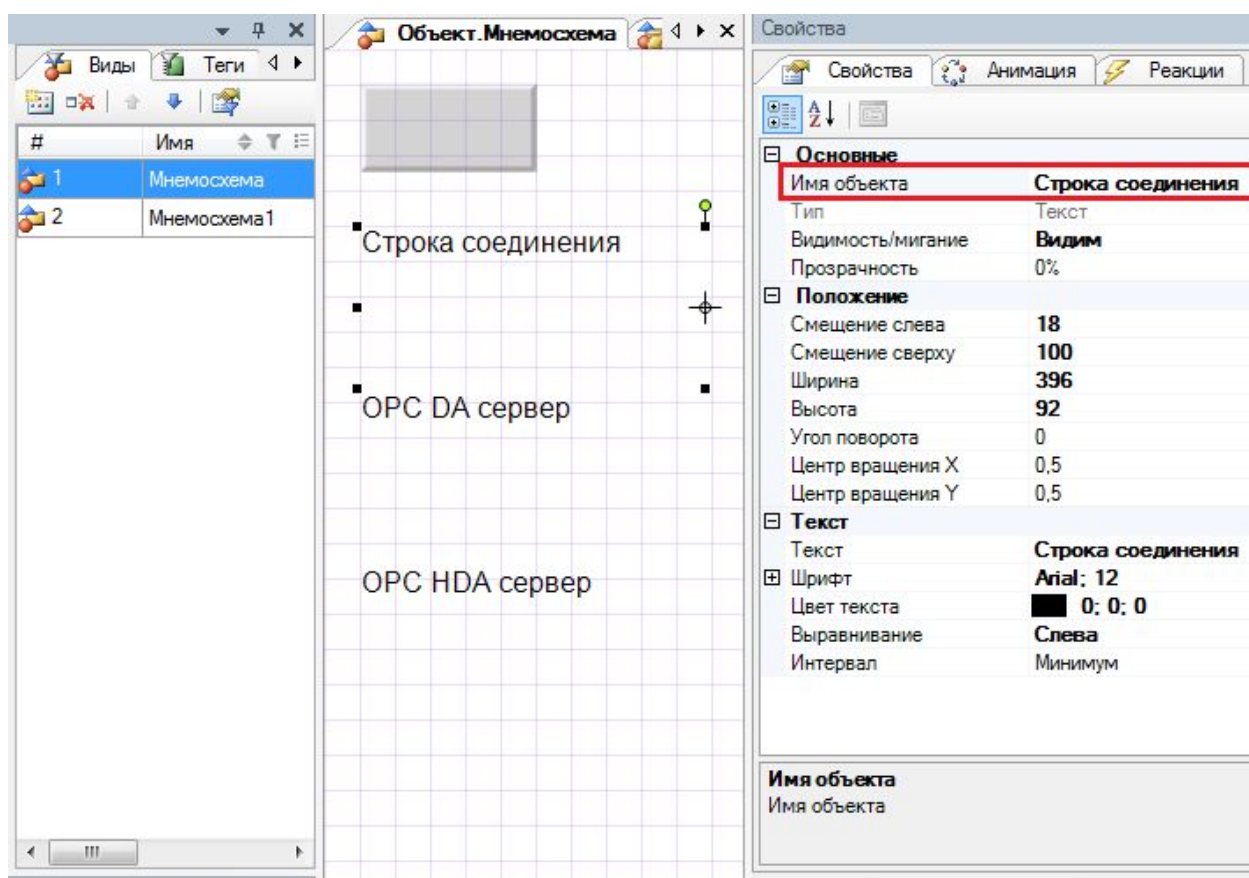 Виды
Теги
#
Имя
1
Мнемосхема
2
Мнемосхема1
Объект.Мнемосхема
Строка соединения
OPC DA сервер
OPC HDA сервер
Свойства
Свойства
Анимация
Реакции
Основные
Имя объекта Строка соединения
Тип Текст
Видимость/мигание Видим
Прозрачность 0%
Положение
Смещение слева 18
Смещение сверху 100
Ширина 396
Высота 92
Угол поворота 0
Центр вращения X 0,5
Центр вращения Y 0,5
Текст
Текст Строка соединения
Шрифт Arial; 12
Цвет текста 0; 0; 0
Выравнивание Слева
Интервал Минимум
Имя объекта
Имя объекта